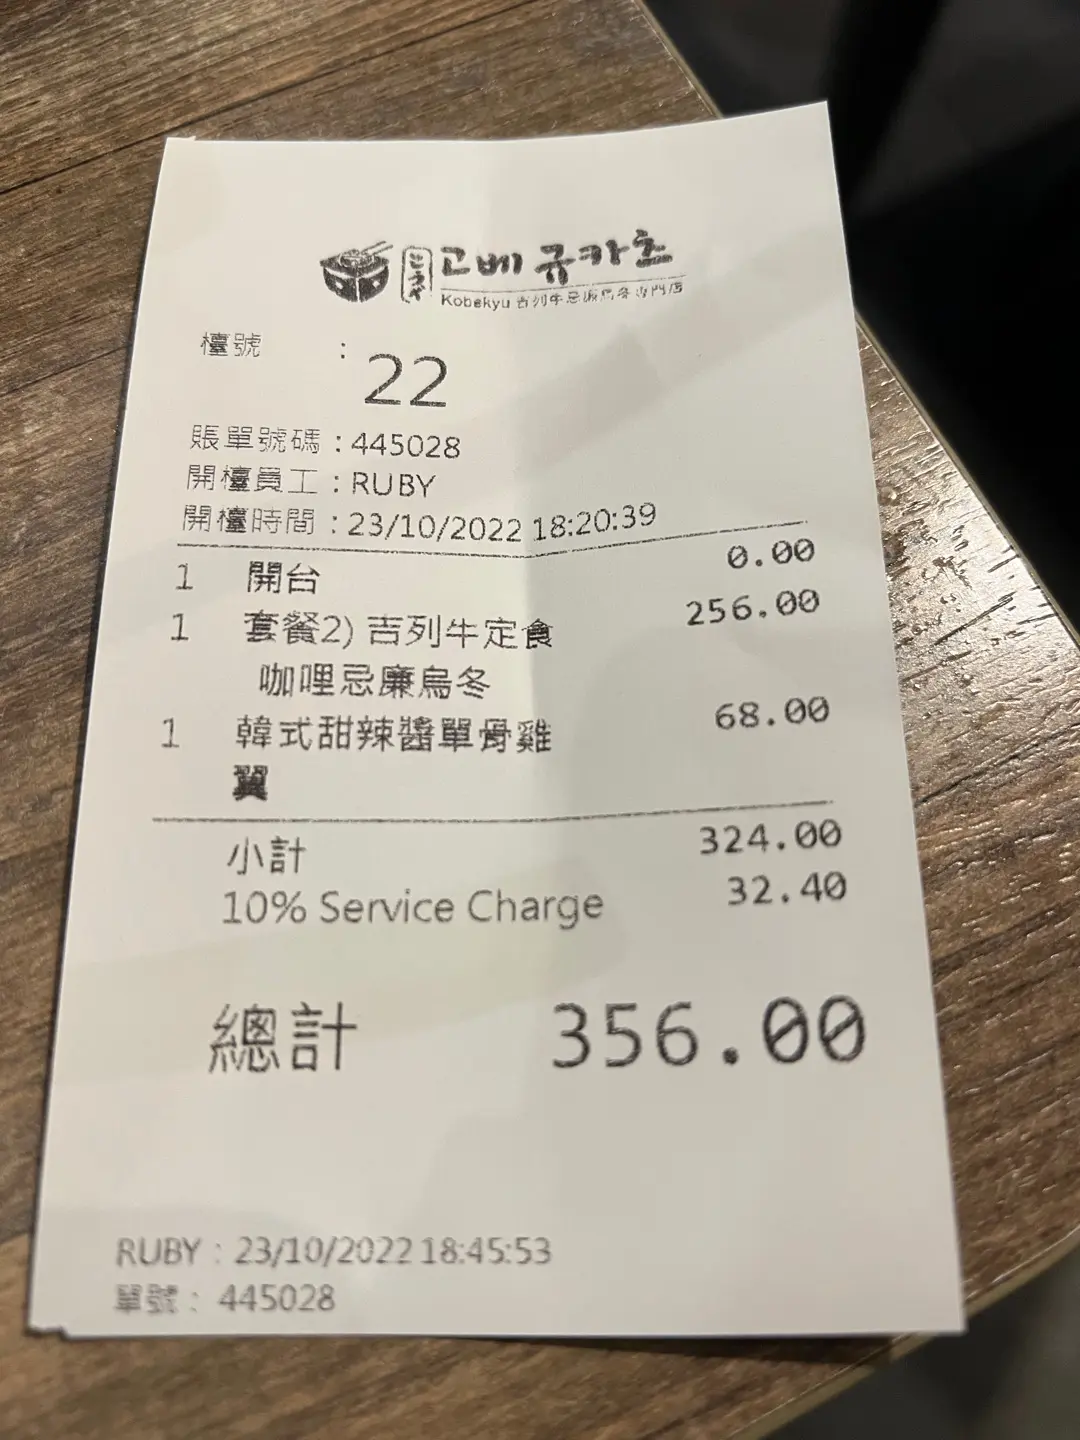 고베 규카츠
Kobekyu 吉列牛忌廉烏冬專門店
檯號 :
22
賬單號碼 : 445028
開檯員工 : RUBY
開檯時間 : 23/10/2022 18:20:39
1 開台 0.00
1 套餐2) 吉列牛定食 256.00
咖哩忌廉烏冬
1 韓式甜辣醬單骨雞 68.00
翼
小計 324.00
10% Service Charge 32.40
總計 356.00
RUBY : 23/10/2022 18:45:53
單號 : 445028